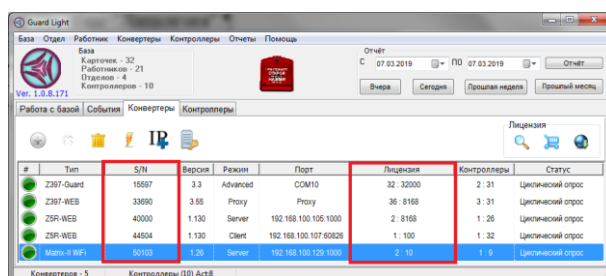 Guard Light
База Отдел Работник Конвертеры Контроллеры Отчеты Помощь
База
Карточек - 32
Работников - 21
Отделов - 4
Контроллеров - 10
Ver. 1.0.8.171
Отчёт
С 07.03.2019 ПО 07.03.2019 Отчёт
Вчера Сегодня Прошлая неделя Прошлый месяц
Работа с базой События Конвертеры Контроллеры
IP
Лицензия
# Тип S/N Версия Режим Порт Лицензия Контроллеры Статус
Z397-Guard 15597 3.3 Advanced COM10 32 : 32000 2 : 31 Циклический опрос
Z397-WEB 33690 3.55 Proxy Proxy 36 : 8168 3 : 31 Циклический опрос
Z5R-WEB 40000 1.130 Server 192.168.100.105:1000 2 : 8168 1 : 26 Циклический опрос
Z5R-WEB 44504 1.130 Client 192.168.100.107:60826 1 : 100 1 : 32 Циклический опрос
Matrix-II WiFi 50103 1.26 Server 192.168.100.129:1000 2 : 10 1 : 9 Циклический опрос
Конвертеров - 5 Контроллеры (10) Act:8